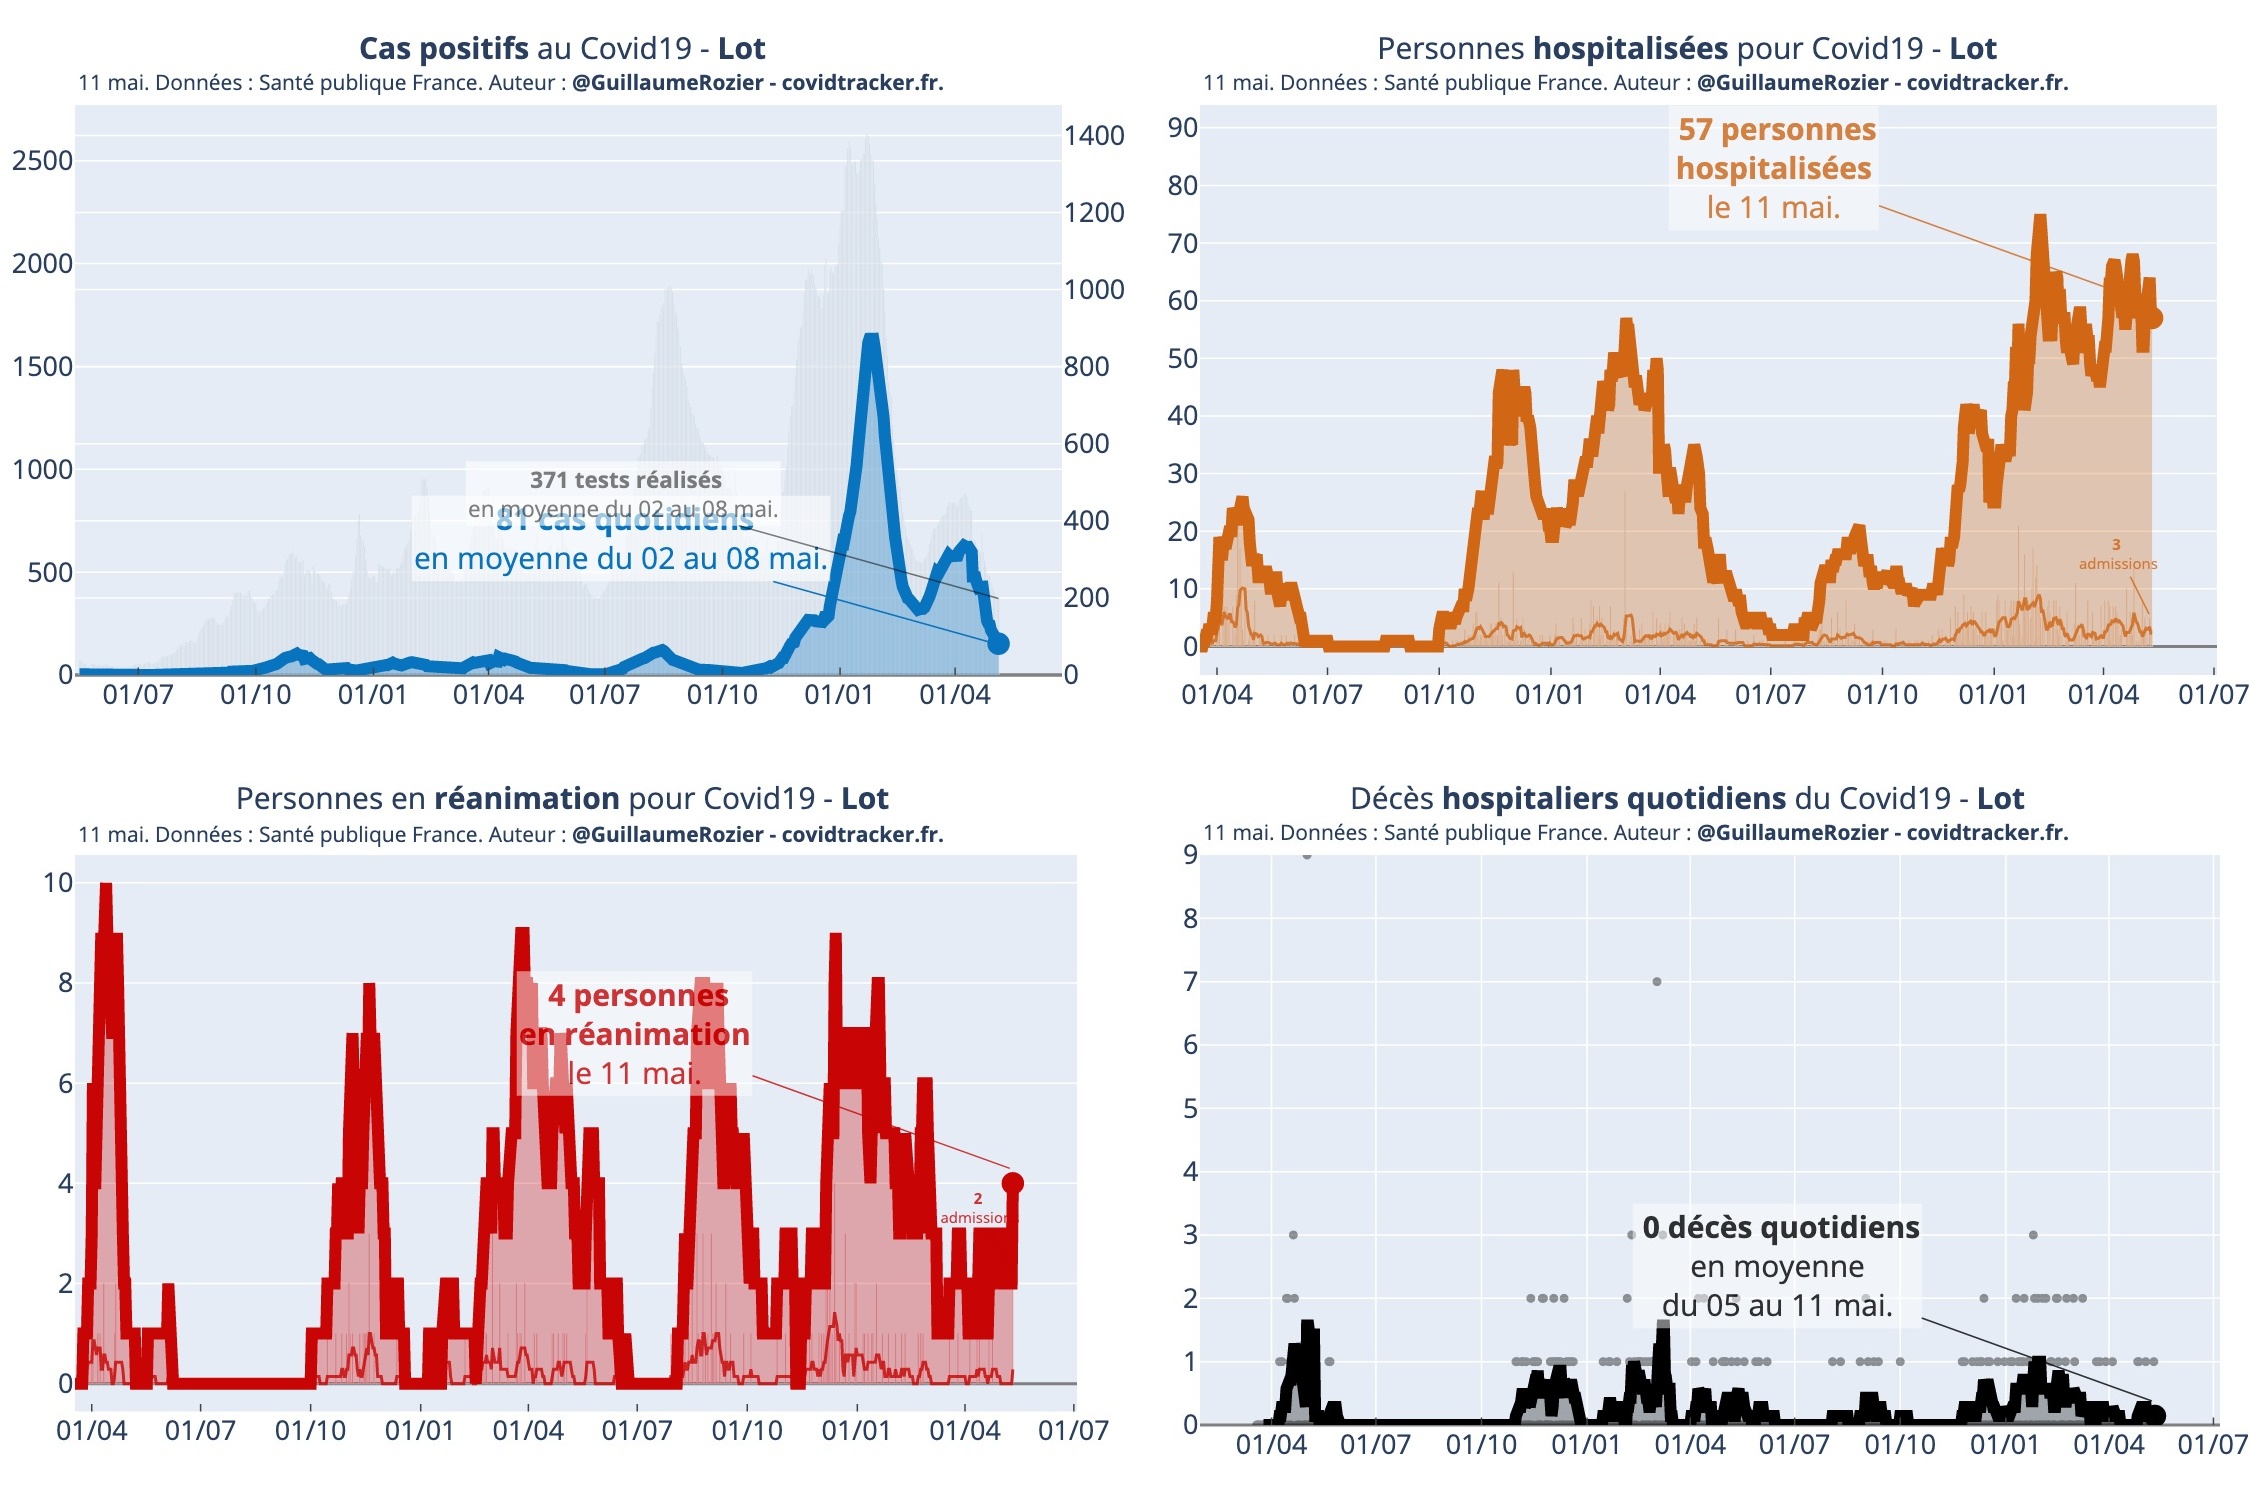 Cas positifs au Covid19 - Lot
11 mai. Données : Santé publique France. Auteur : @GuillaumeRozier - covidtracker.fr.
2500
2000
1500
1000
500
0
1400
1200
1000
800
600
400
200
0
371 tests réalisés
en moyenne du 02 au 08 mai.
81 cas quotidiens
en moyenne du 02 au 08 mai.
01/07 01/10 01/01 01/04 01/07 01/10 01/01 01/04
Personnes hospitalisées pour Covid19 - Lot
11 mai. Données : Santé publique France. Auteur : @GuillaumeRozier - covidtracker.fr.
90
80
70
60
50
40
30
20
10
0
57 personnes
hospitalisées
le 11 mai.
3
admissions
01/04 01/07 01/10 01/01 01/04 01/07 01/10 01/01 01/04 01/07
Personnes en réanimation pour Covid19 - Lot
11 mai. Données : Santé publique France. Auteur : @GuillaumeRozier - covidtracker.fr.
10
8
6
4
2
0
4 personnes
en réanimation
le 11 mai.
2
admissions
01/04 01/07 01/10 01/01 01/04 01/07 01/10 01/01 01/04 01/07
Décès hospitaliers quotidiens du Covid19 - Lot
11 mai. Données : Santé publique France. Auteur : @GuillaumeRozier - covidtracker.fr.
9
8
7
6
5
4
3
2
1
0
0 décès quotidiens
en moyenne
du 05 au 11 mai.
01/04 01/07 01/10 01/01 01/04 01/07 01/10 01/01 01/04 01/07